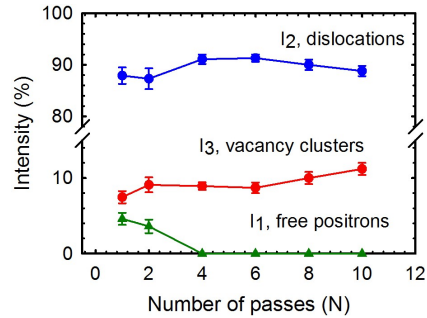 100
I2, dislocations
90
80
Intensity (%)
I3, vacancy clusters
10
I1, free positrons
0
0 2 4 6 8 10 12
Number of passes (N)